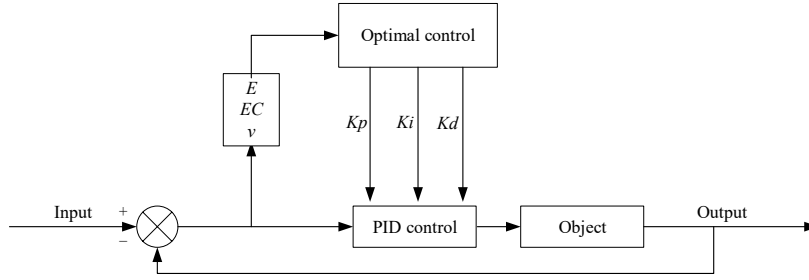 Optimal control
E
EC
v
Kp Ki Kd
Input
+
−
PID control
Object
Output